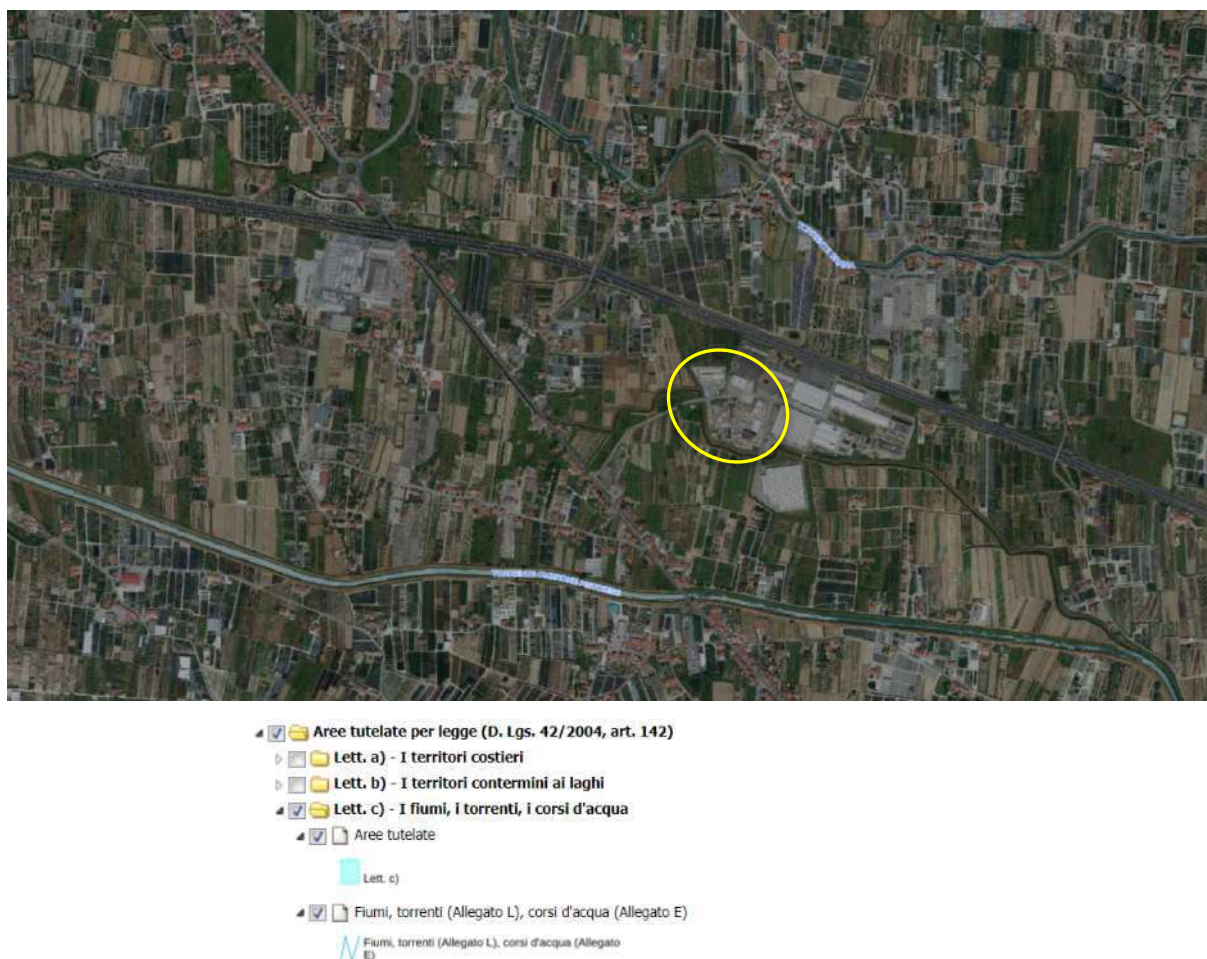 Aree tutelate per legge (D. Lgs. 42/2004, art. 142)
Lett. a) - I territori costieri
Lett. b) - I territori contermini ai laghi
Lett. c) - I fiumi, i torrenti, i corsi d'acqua
Aree tutelate
Lett. c)
Fiumi, torrenti (Allegato L), corsi d'acqua (Allegato E)
Fiumi, torrenti (Allegato L), corsi d'acqua (Allegato
E)